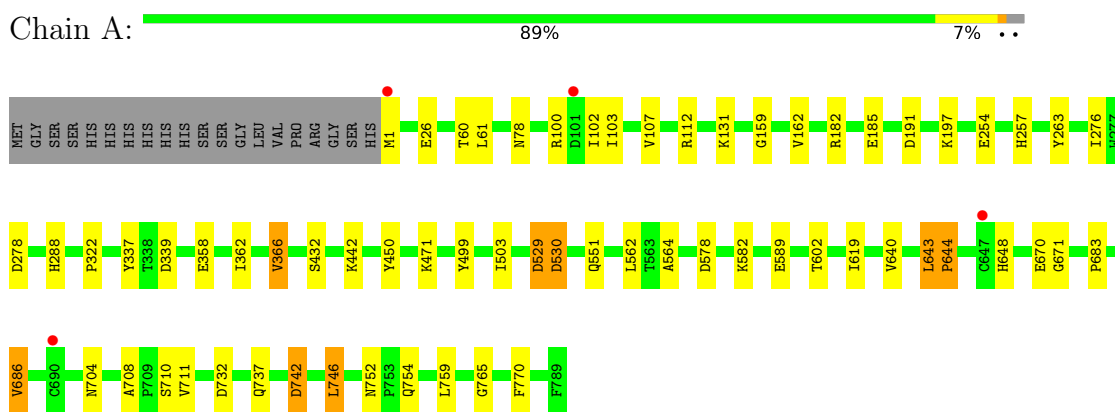 Chain A:
89% 7% • •
MET GLY SER SER HIS HIS HIS HIS HIS HIS SER SER GLY LEU VAL PRO ARG GLY SER HIS M1 E26 T60 L61 N78 R100 D101 I102 I103 V107 R112 K131 G159 V162 R182 E185 D191 K197 E254 H257 Y263 I276 H277
D278 H288 P322 Y337 T338 D339 E358 I362 V366 S432 K442 Y450 K471 Y499 I503 D529 D530 Q551 L562 T563 A564 D578 K582 E589 T602 I619 V640 L643 P644 C647 H648 E670 G671 P683
V686 C690 N704 A708 P709 S710 V711 D732 Q737 D742 L746 N752 P753 Q754 L759 G765 F770 F789